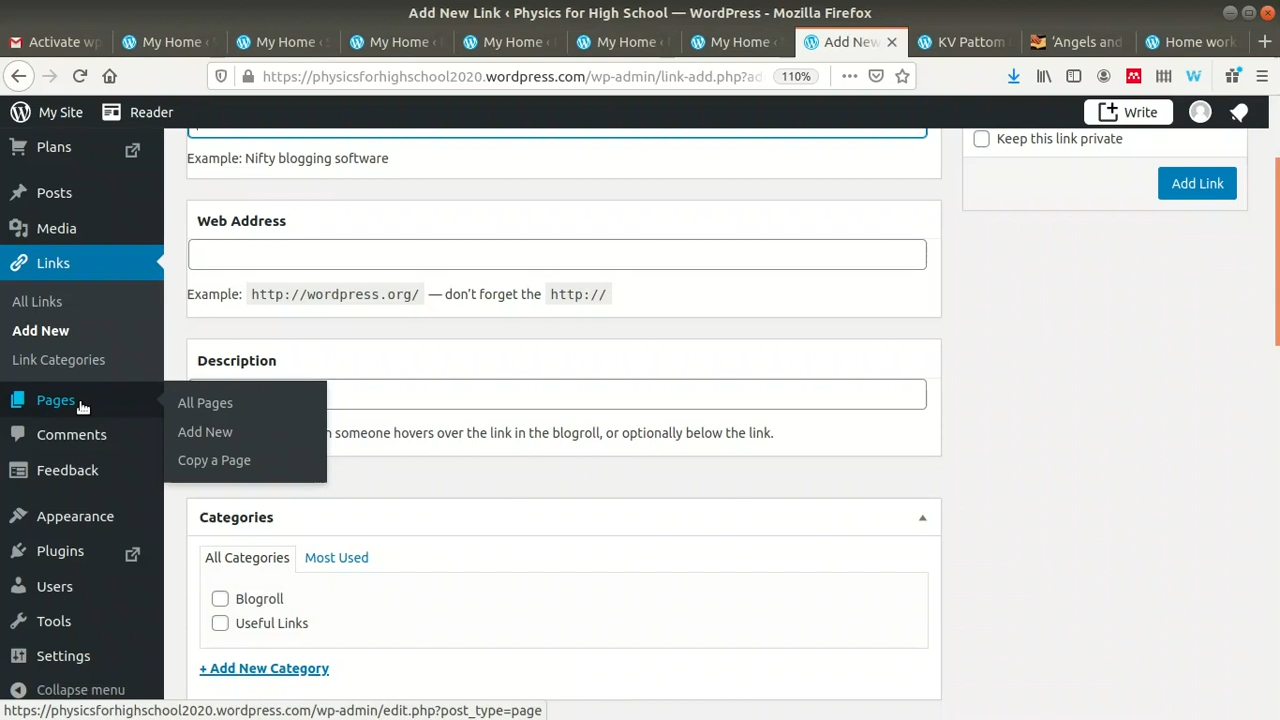 Add New Link ‹ Physics for High School — WordPress - Mozilla Firefox
Activate wp
My Home ‹
My Home ‹
My Home ‹
My Home ‹
My Home ‹
My Home ‹
Add New
KV Pattom
'Angels and
Home work
https://physicsforhighschool2020.wordpress.com/wp-admin/link-add.php?ad
110%
My Site
Reader
Write
Plans
Posts
Media
Links
All Links
Add New
Link Categories
Pages
Comments
Feedback
Appearance
Plugins
Users
Tools
Settings
Collapse menu
All Pages
Add New
Copy a Page
Example: Nifty blogging software
Web Address
Example: http://wordpress.org/ — don't forget the http://
Description
n someone hovers over the link in the blogroll, or optionally below the link.
Categories
All Categories
Most Used
Blogroll
Useful Links
+ Add New Category
Keep this link private
Add Link
https://physicsforhighschool2020.wordpress.com/wp-admin/edit.php?post_type=page